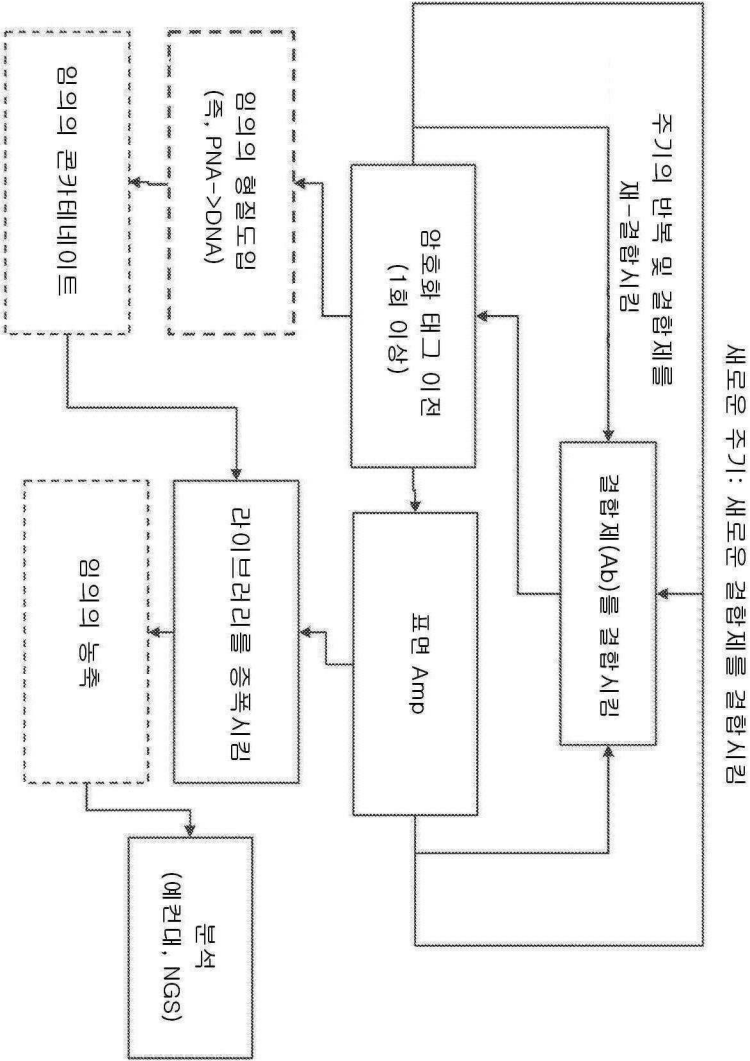 새로운 주기: 새로운 결합제를 결합시킴
주기의 반복 및 결합제를
재-결합시킴
결합제(Ab)를 결합시킴
암호화 태그 이전
(1회 이상)
표면 Amp
임의의 형질도입
(즉, PNA->DNA)
라이브러리를 증폭시킴
임의의 콘카테네이트
임의의 농축
분석
(예컨대, NGS)